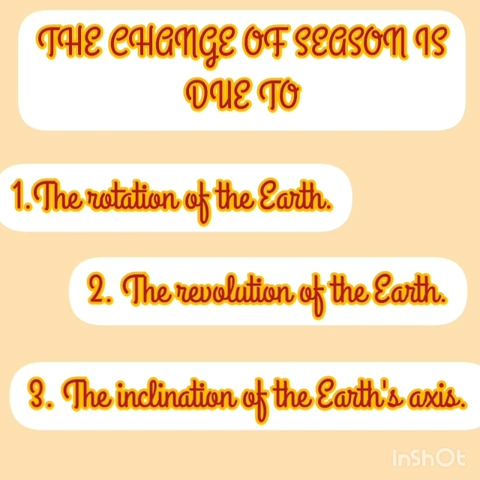 THE CHANGE OF SEASON IS
DUE TO
1.The rotation of the Earth.
2. The revolution of the Earth.
3. The inclination of the Earth's axis.
InShOt